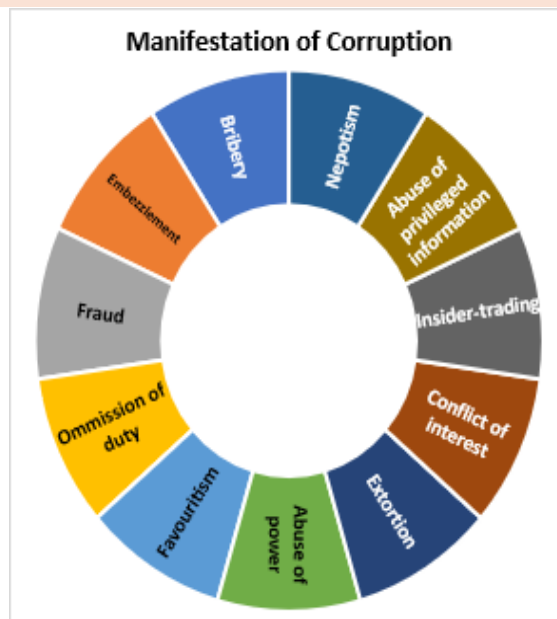 Manifestation of Corruption
Nepotism
Abuse of
privileged
information
Insider-trading
Conflict of
interest
Extortion
Abuse of
power
Favouritism
Ommission of
duty
Fraud
Embezzlement
Bribery